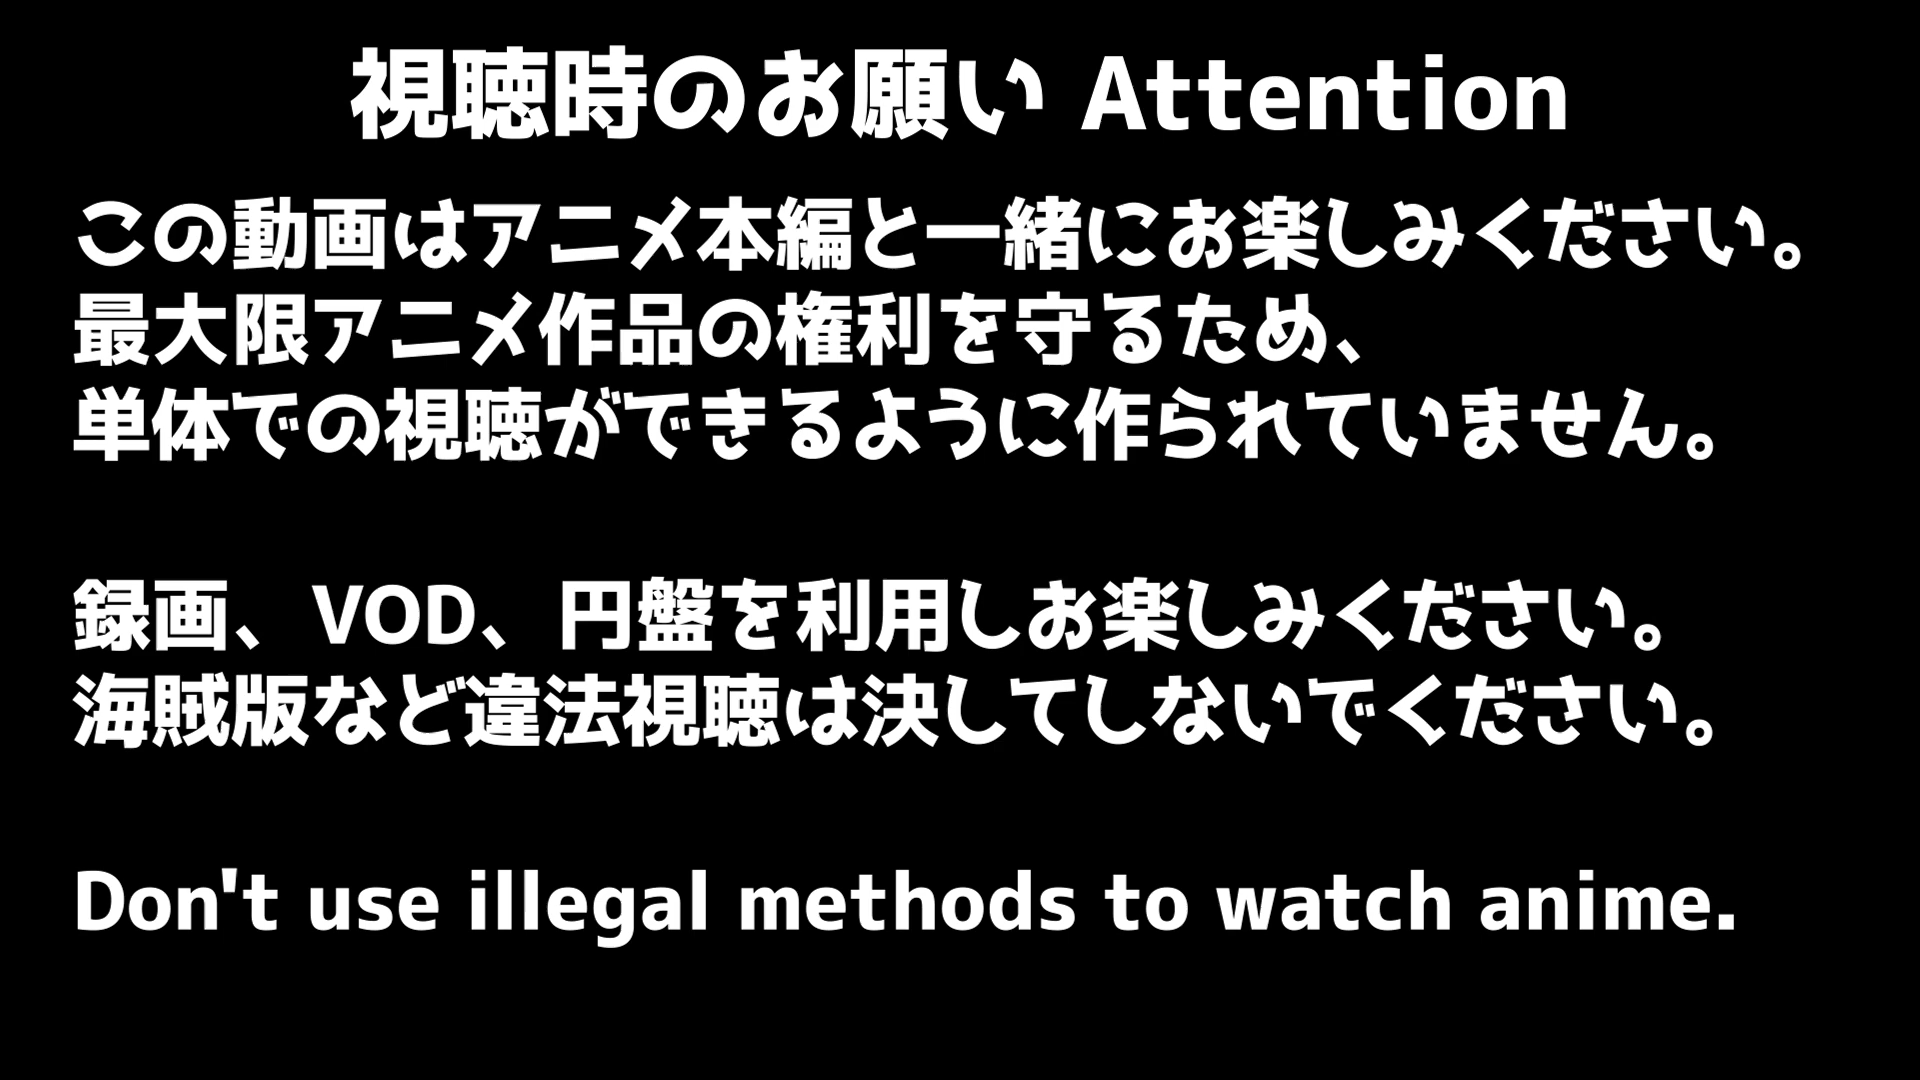 視聴時のお願い Attention
この動画はアニメ本編と一緒にお楽しみください。
最大限アニメ作品の権利を守るため、
単体での視聴ができるように作られていません。
録画、VOD、円盤を利用しお楽しみください。
海賊版など違法視聴は決してしないでください。
Don't use illegal methods to watch anime.